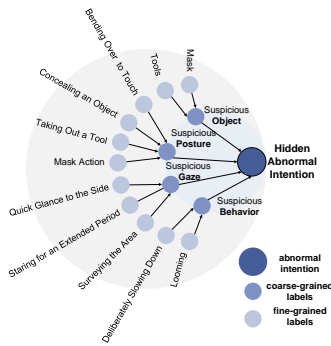 Mask
Tools
Bending Over to Touch
Concealing an Object
Taking Out a Tool
Mask Action
Quick Glance to the Side
Staring for an Extended Period
Surveying the Area
Deliberately Slowing Down
Looming
Suspicious
Object
Suspicious
Posture
Suspicious
Gaze
Suspicious
Behavior
Hidden
Abnormal
Intention
abnormal
intention
coarse-grained
labels
fine-grained
labels